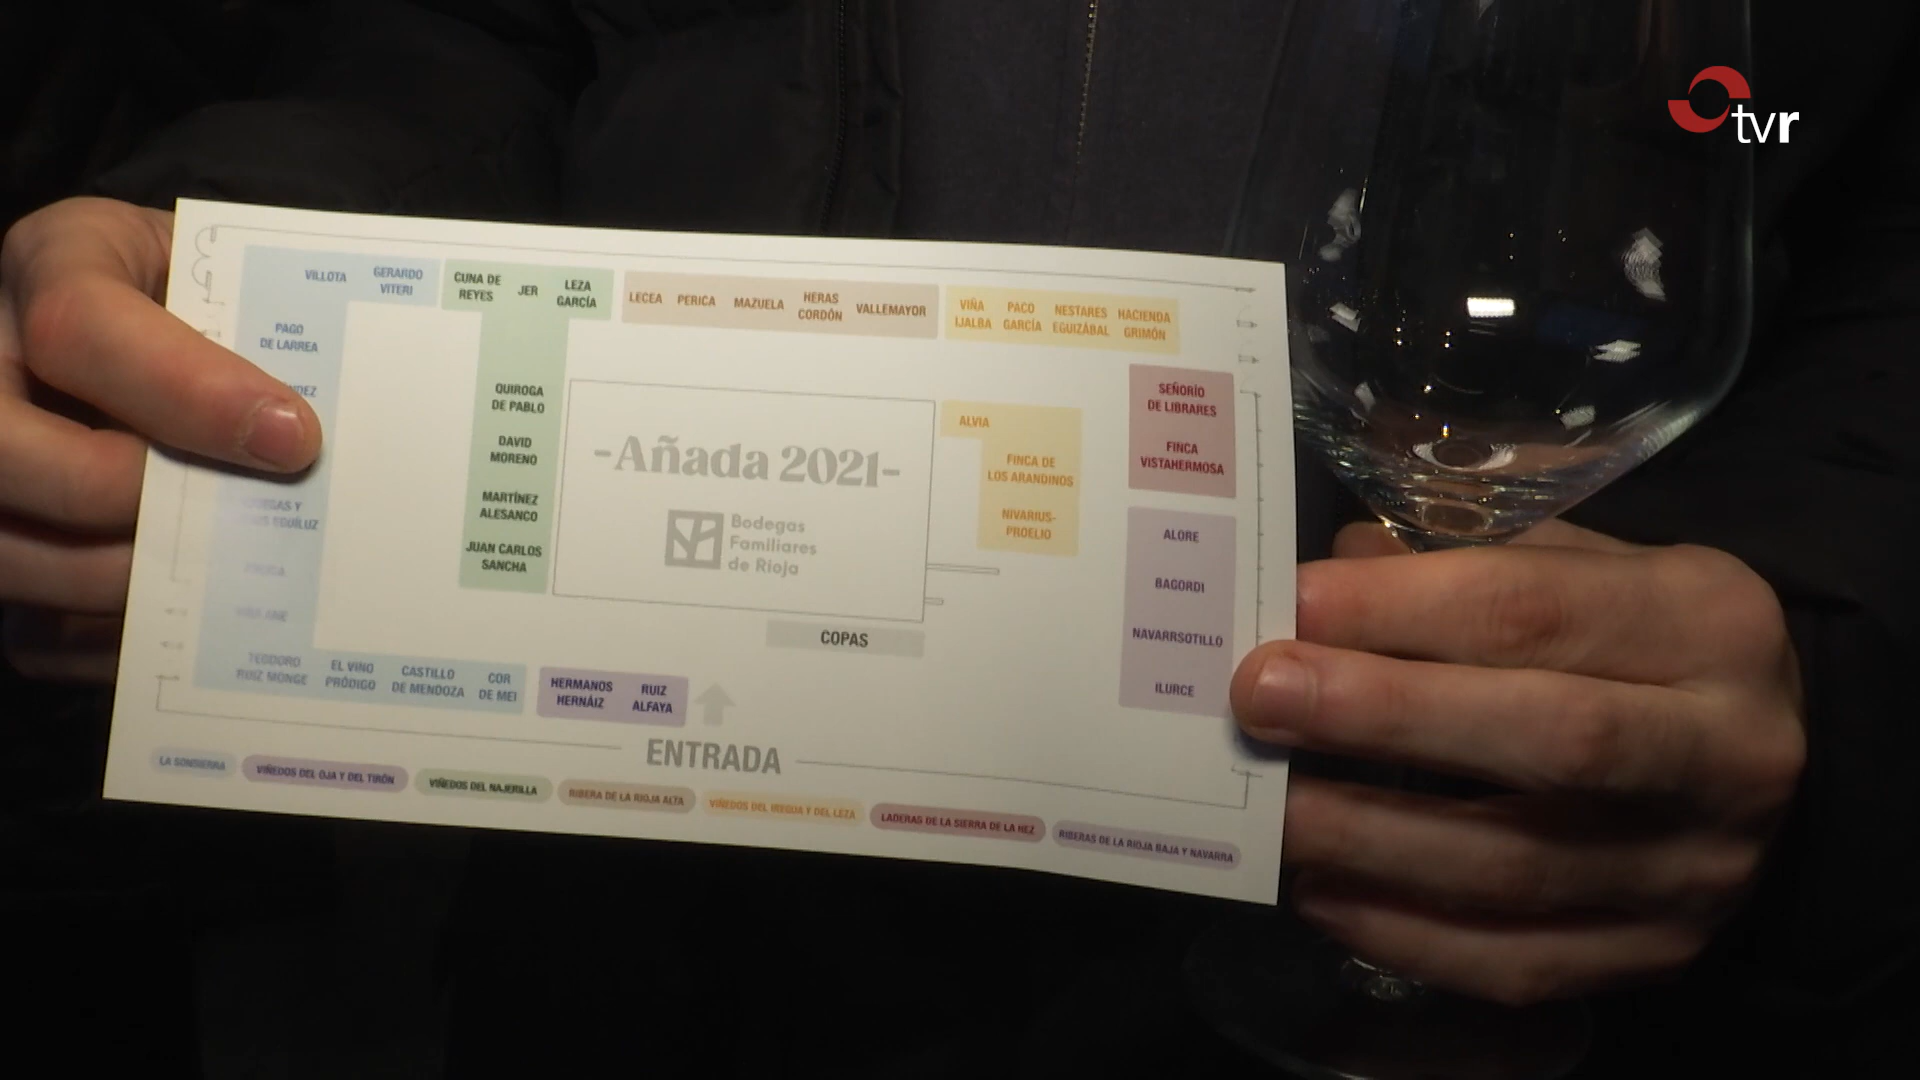 tvr
VILLOTA
GERARDO
VITERI
CUNA DE
REYES
JER
LEZA
GARCÍA
LECEA
PERICA
MAZUELA
HERAS
CORDÓN
VALLEMAYOR
VIÑA
IJALBA
PACO
GARCÍA
NESTARES
EGUIZÁBAL
HACIENDA
GRIMÓN
PAGO
DE LARREA
QUIROGA
DE PABLO
DAVID
MORENO
MARTÍNEZ
ALESANCO
JUAN CARLOS
SANCHA
-Añada 2021-
Bodegas
Familiares
de Rioja
ALVIA
FINCA DE
LOS ARANDINOS
NIVARIUS-
PROELIO
SEÑORÍO
DE LIBRARES
FINCA
VISTAHERMOSA
ALORE
BAGORDI
NAVARRSOTILLO
ILURCE
COPAS
TEODORO
RUIZ MONGE
EL VINO
PRÓDIGO
CASTILLO
DE MENDOZA
COR
DE MEI
HERMANOS
HERNÁIZ
RUIZ
ALFAYA
ENTRADA
LA SONSIERRA
VIÑEDOS DEL OJA Y DEL TIRÓN
VIÑEDOS DEL NAJERILLA
RIBERA DE LA RIOJA ALTA
VIÑEDOS DEL IREGUA Y DEL LEZA
LADERAS DE LA SIERRA DE LA HEZ
RIBERAS DE LA RIOJA BAJA Y NAVARRA